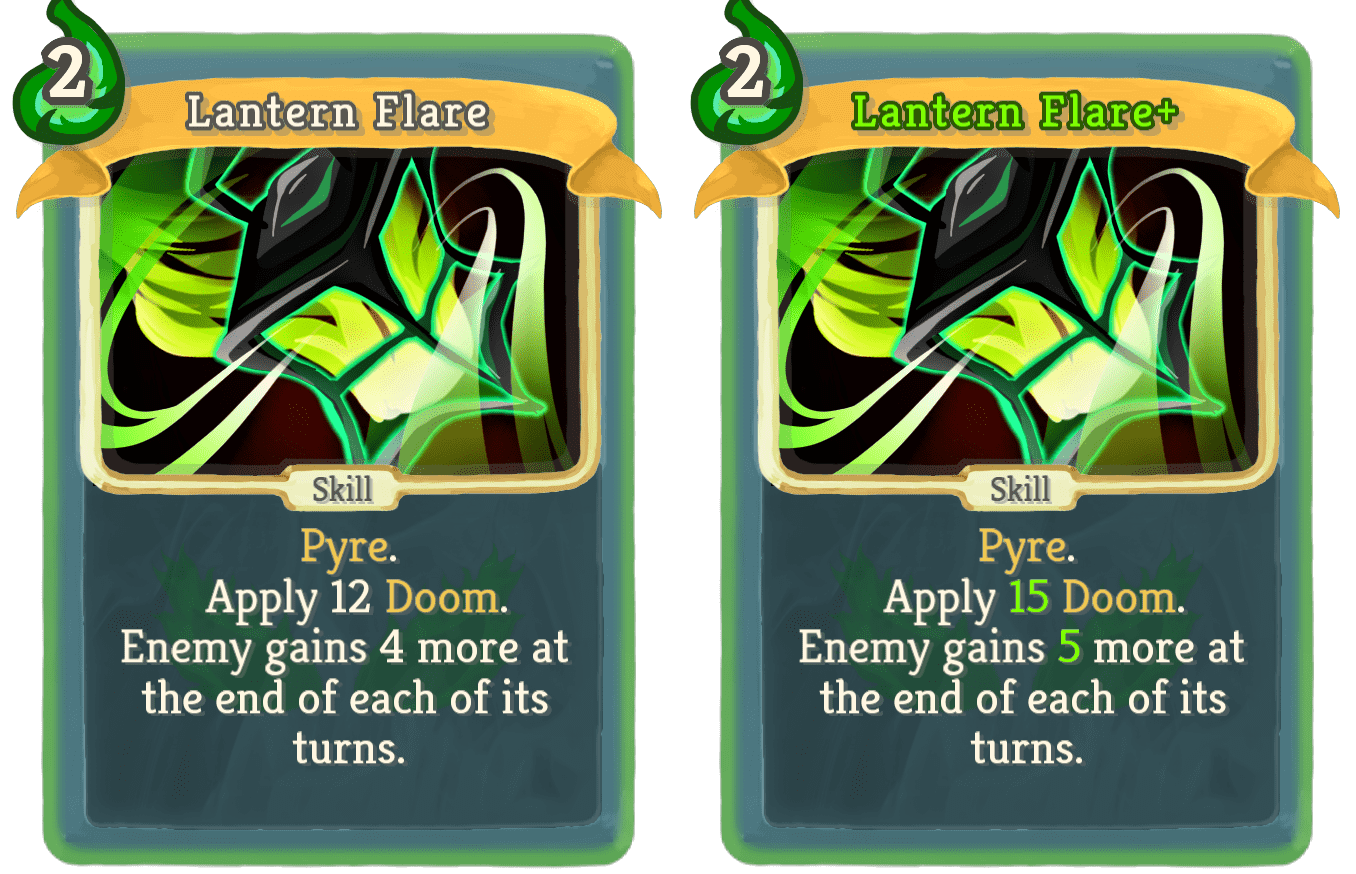 2
Lantern Flare
Skill
Pyre.
Apply 12 Doom.
Enemy gains 4 more at
the end of each of its
turns.
2
Lantern Flare+
Skill
Pyre.
Apply 15 Doom.
Enemy gains 5 more at
the end of each of its
turns.